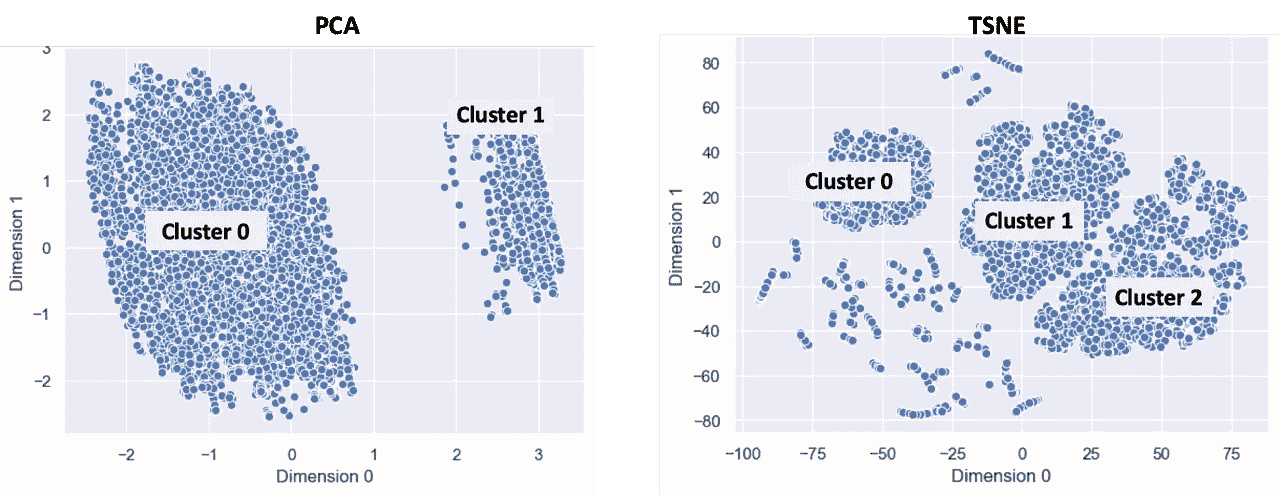 PCA
TSNE
3
2
1
0
−1
−2
Dimension 1
Cluster 1
Cluster 0
−2
−1
0
1
2
3
Dimension 0
80
60
40
20
0
−20
−40
−60
−80
Dimension 1
Cluster 0
Cluster 1
Cluster 2
−100
−75
−50
−25
0
25
50
75
Dimension 0